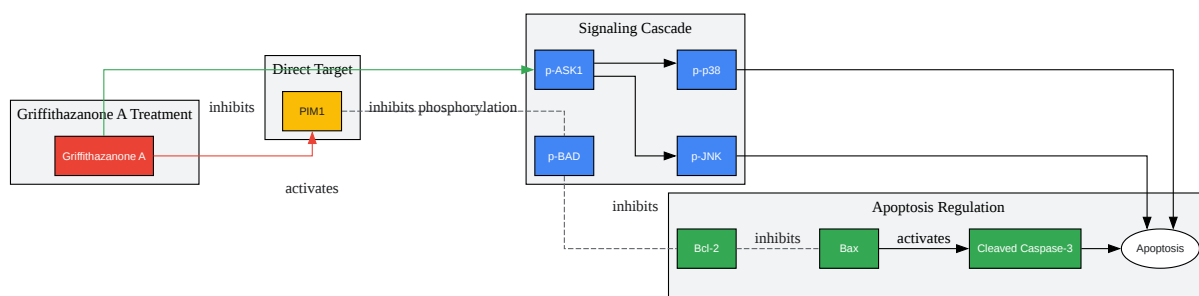 Signaling Cascade
p-ASK1
p-p38
Direct Target
PIM1
inhibits
inhibits phosphorylation
Griffithazanone A Treatment
Griffithazanone A
p-BAD
p-JNK
activates
inhibits
Apoptosis Regulation
Bcl-2
inhibits
Bax
activates
Cleaved Caspase-3
Apoptosis